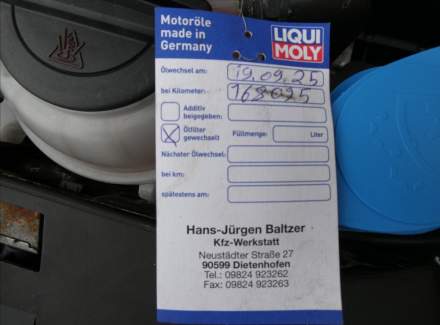 Motoröle
made in
Germany
LIQUI
MOLY
Ölwechsel am: 19.09.25
bei Kilometer: 168025
Additiv
beigegeben:
Ölfilter
gewechselt
Füllmenge: Liter
Nächster Ölwechsel:
bei km:
spätestens am:
Hans-Jürgen Baltzer
Kfz-Werkstatt
Neustädter Straße 27
90599 Dietenhofen
Tel.: 09824 923262
Fax: 09824 923263